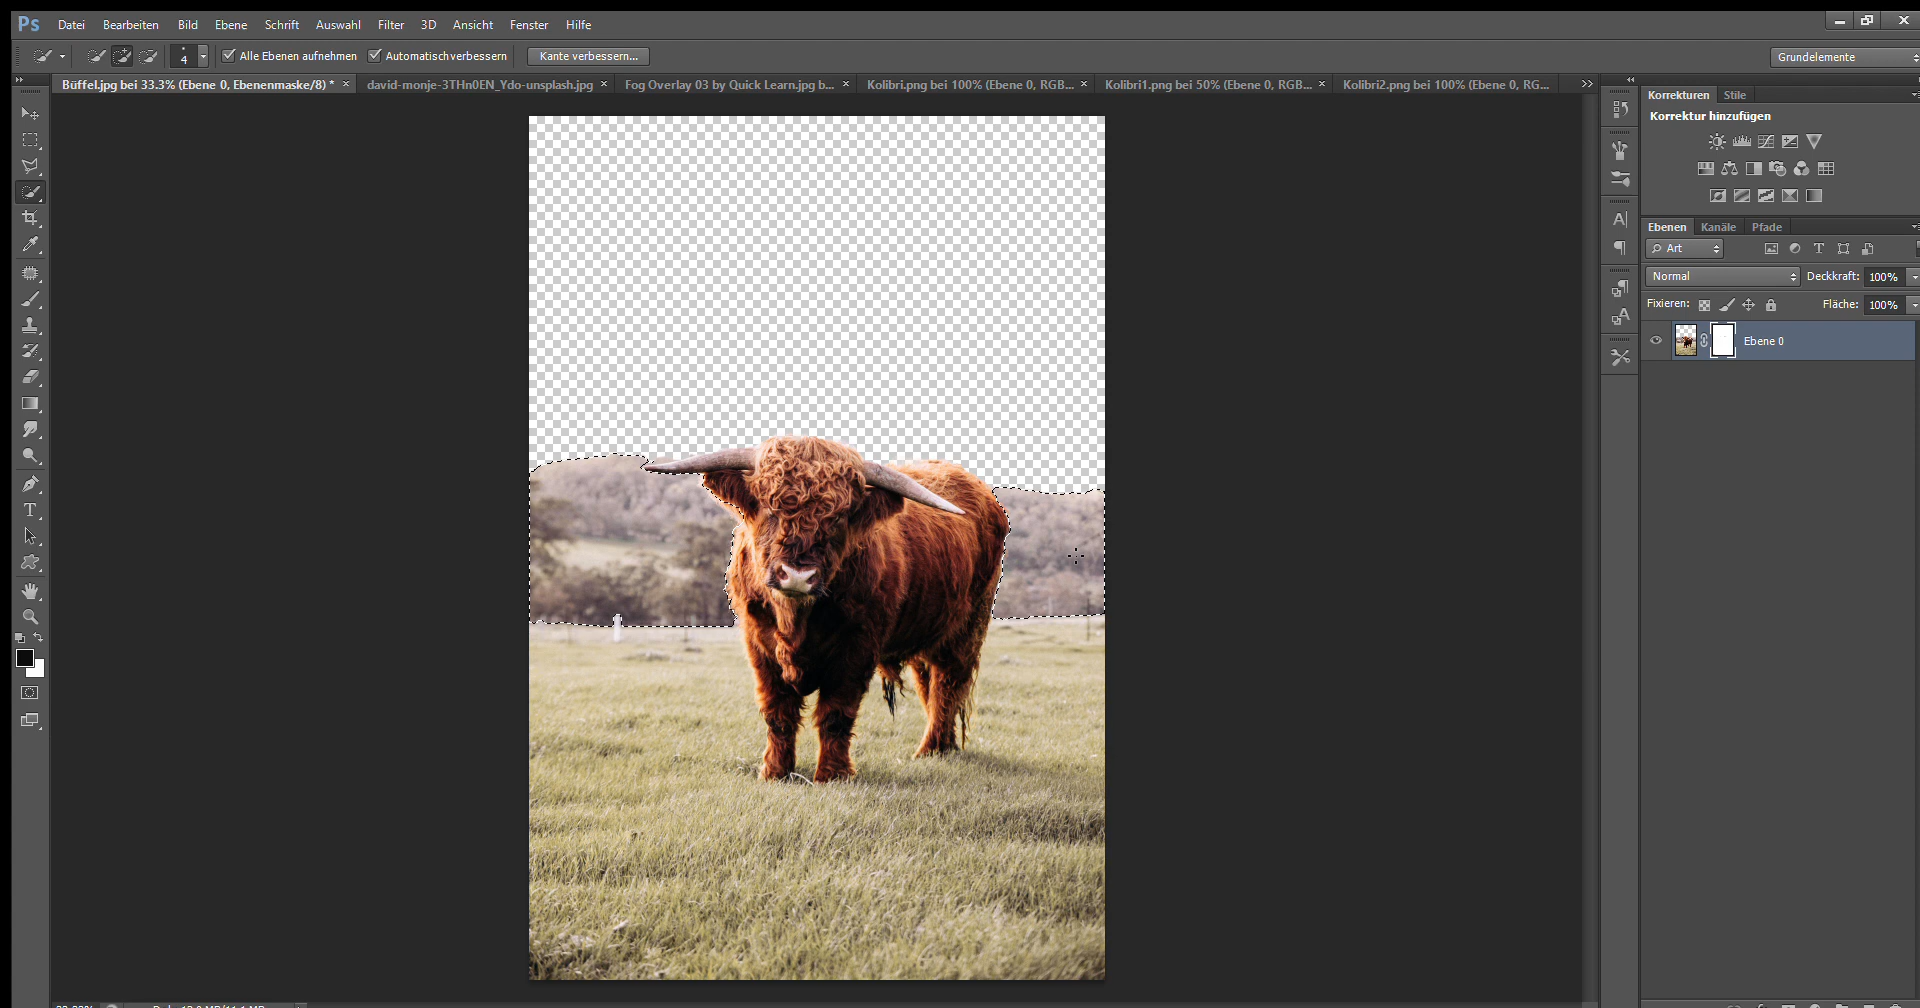 Ps Datei Bearbeiten Bild Ebene Schrift Auswahl Filter 3D Ansicht Fenster Hilfe
4 Alle Ebenen aufnehmen Automatisch verbessern Kante verbessern... Grundelemente
Büffel.jpg bei 33.3% (Ebene 0, Ebenenmaske/8) * × david-monje-3THn0EN_Ydo-unsplash.jpg × Fog Overlay 03 by Quick Learn.jpg b... × Kolibri.png bei 100% (Ebene 0, RGB... × Kolibri1.png bei 50% (Ebene 0, RGB... × Kolibri2.png bei 100% (Ebene 0, RG...
Korrekturen Stile
Korrektur hinzufügen
Ebenen Kanäle Pfade
Art
Normal Deckkraft: 100%
Fixieren: Fläche: 100%
Ebene 0